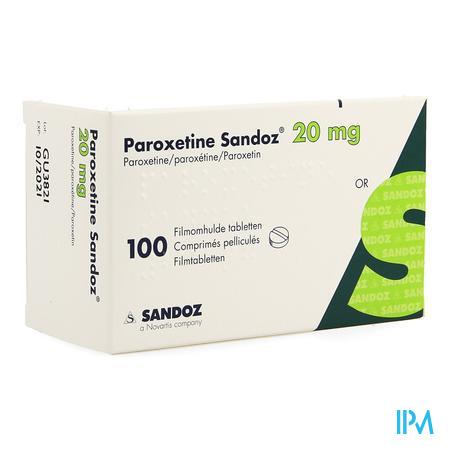 Lot:
EXP:
GU3821
10/2021
Paroxetine Sandoz®
20 mg
Paroxetine/paroxétine/Paroxetin
Paroxetine Sandoz® 20 mg
Paroxetine/paroxétine/Paroxetin
OR
100
Filmomhulde tabletten
Comprimés pelliculés
Filmtabletten
S SANDOZ
a Novartis company
SANDOZ
S
IPM